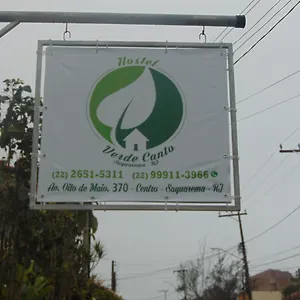 Hostel
Verde Canto
Saquarema - RJ
(22) 2651-5311 (22) 99911-3966
Av. Oito de Maio, 370 - Centro - Saquarema - RJ